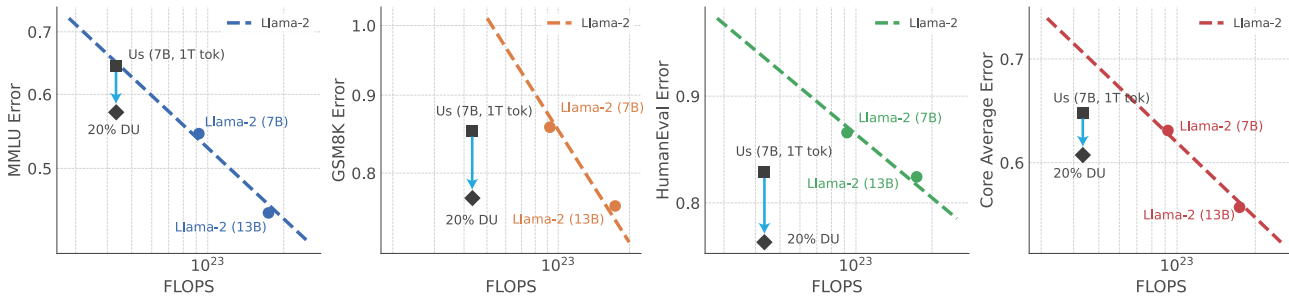 MMLU Error
0.7
0.6
0.5
Llama-2
Us (7B, 1T tok)
20% DU
Llama-2 (7B)
Llama-2 (13B)
10^23
FLOPS
GSM8K Error
1.0
0.9
0.8
Llama-2
Us (7B, 1T tok)
20% DU
Llama-2 (7B)
Llama-2 (13B)
10^23
FLOPS
HumanEval Error
0.9
0.8
Llama-2
Us (7B, 1T tok)
20% DU
Llama-2 (7B)
Llama-2 (13B)
10^23
FLOPS
Core Average Error
0.7
0.6
Llama-2
Us (7B, 1T tok)
20% DU
Llama-2 (7B)
Llama-2 (13B)
10^23
FLOPS